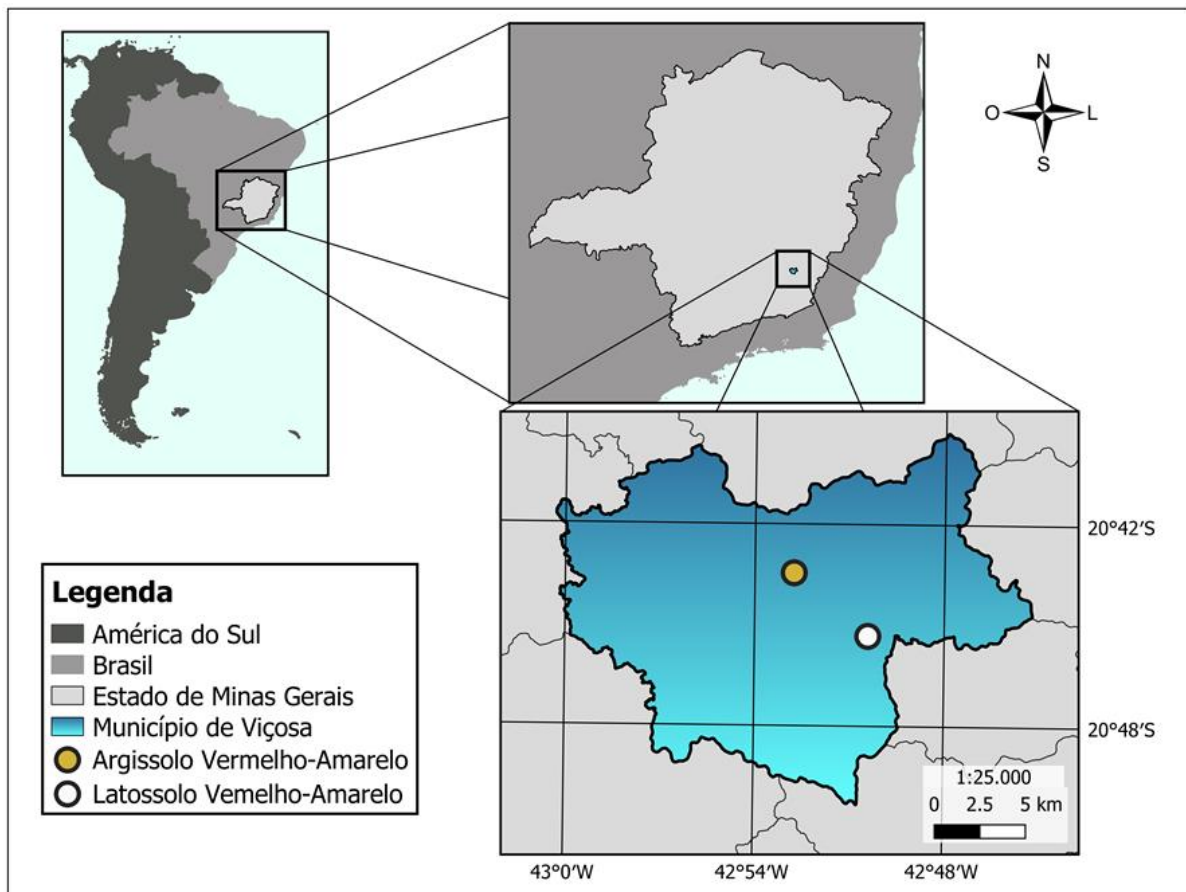 N
O
L
S
20°42'S
20°48'S
Legenda
América do Sul
Brasil
Estado de Minas Gerais
Município de Viçosa
Argissolo Vermelho-Amarelo
Latossolo Vemelho-Amarelo
1:25.000
0 2.5 5 km
43°0'W 42°54'W 42°48'W